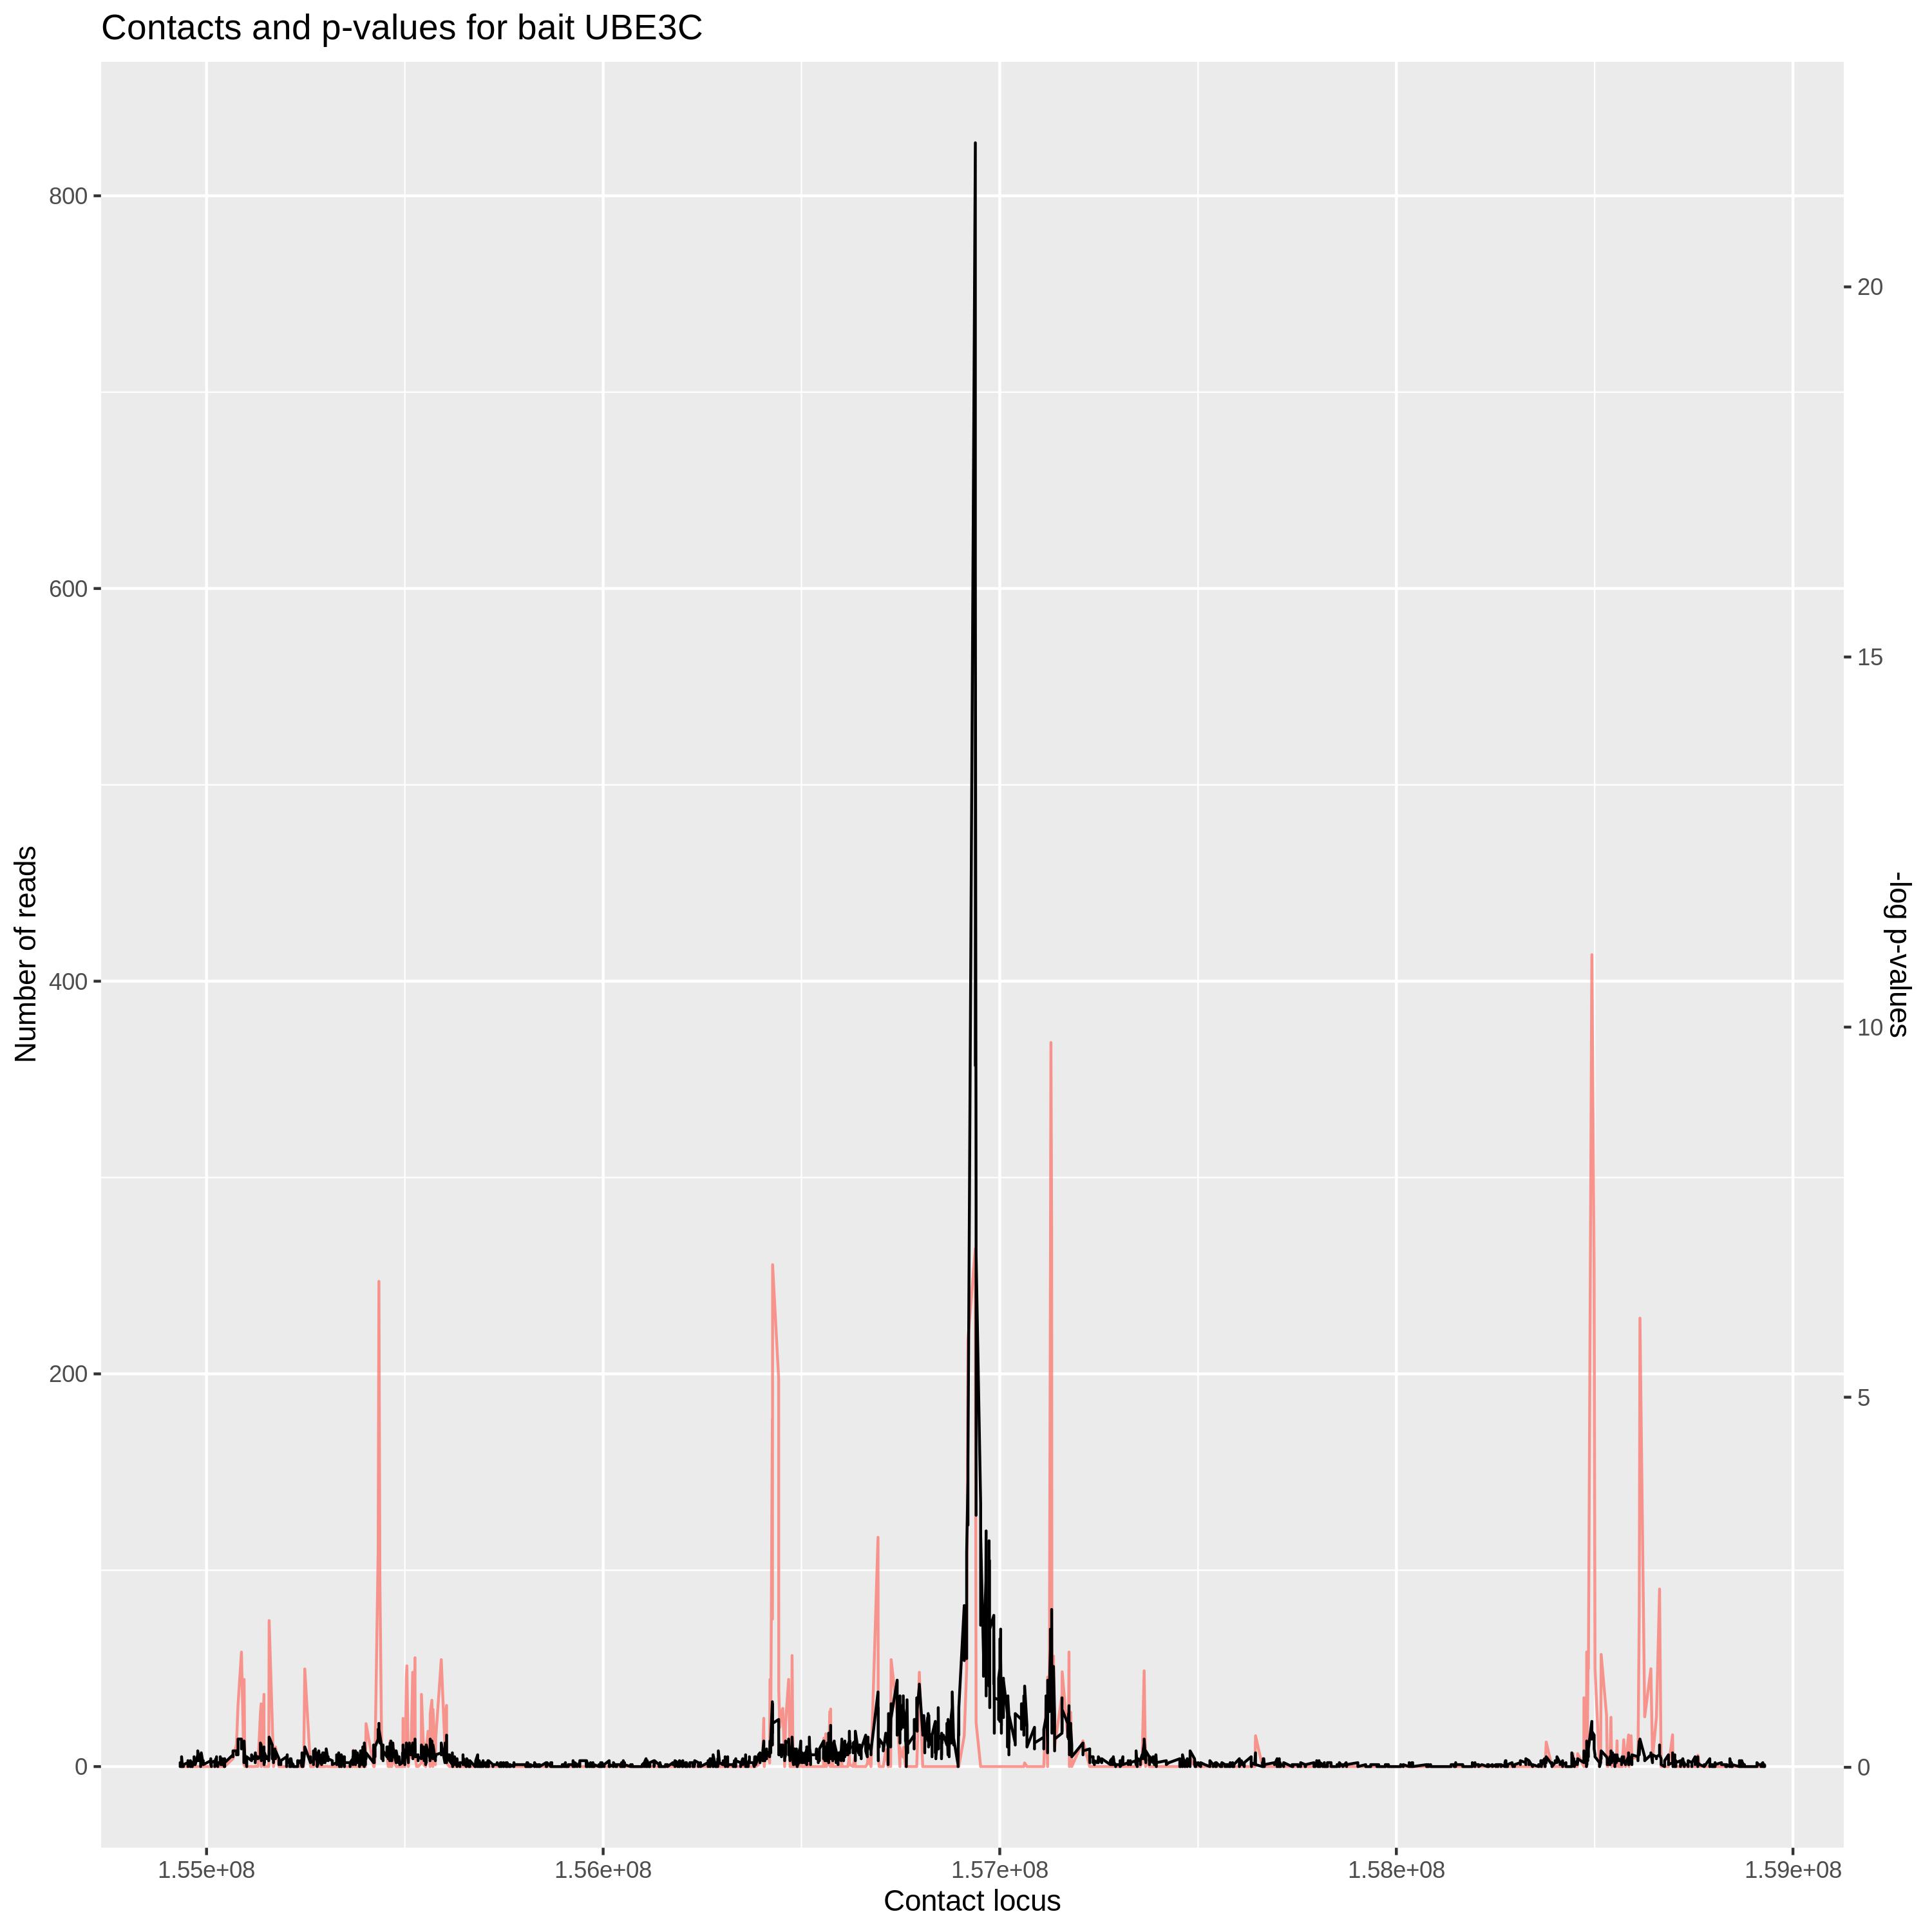 Contacts and p-values for bait UBE3C
Number of reads
800
600
400
200
0
20
15
10
5
0
-log p-values
1.55e+08 1.56e+08 1.57e+08 1.58e+08 1.59e+08
Contact locus